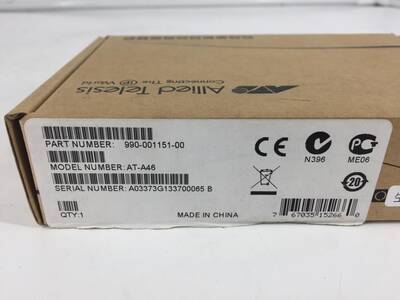 Allied Telesis
Connecting The IP World
PART NUMBER: 990-001151-00
MODEL NUMBER: AT-A46
SERIAL NUMBER: A03373G133700065 B
QTY:1
MADE IN CHINA
CE
N396
ME06
20
7 67035 15266 0